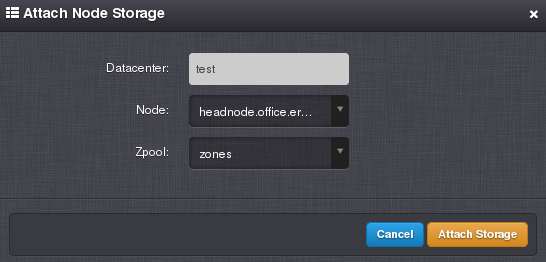 Attach Node Storage
Datacenter: test
Node: headnode.office.er...
Zpool: zones
Cancel Attach Storage